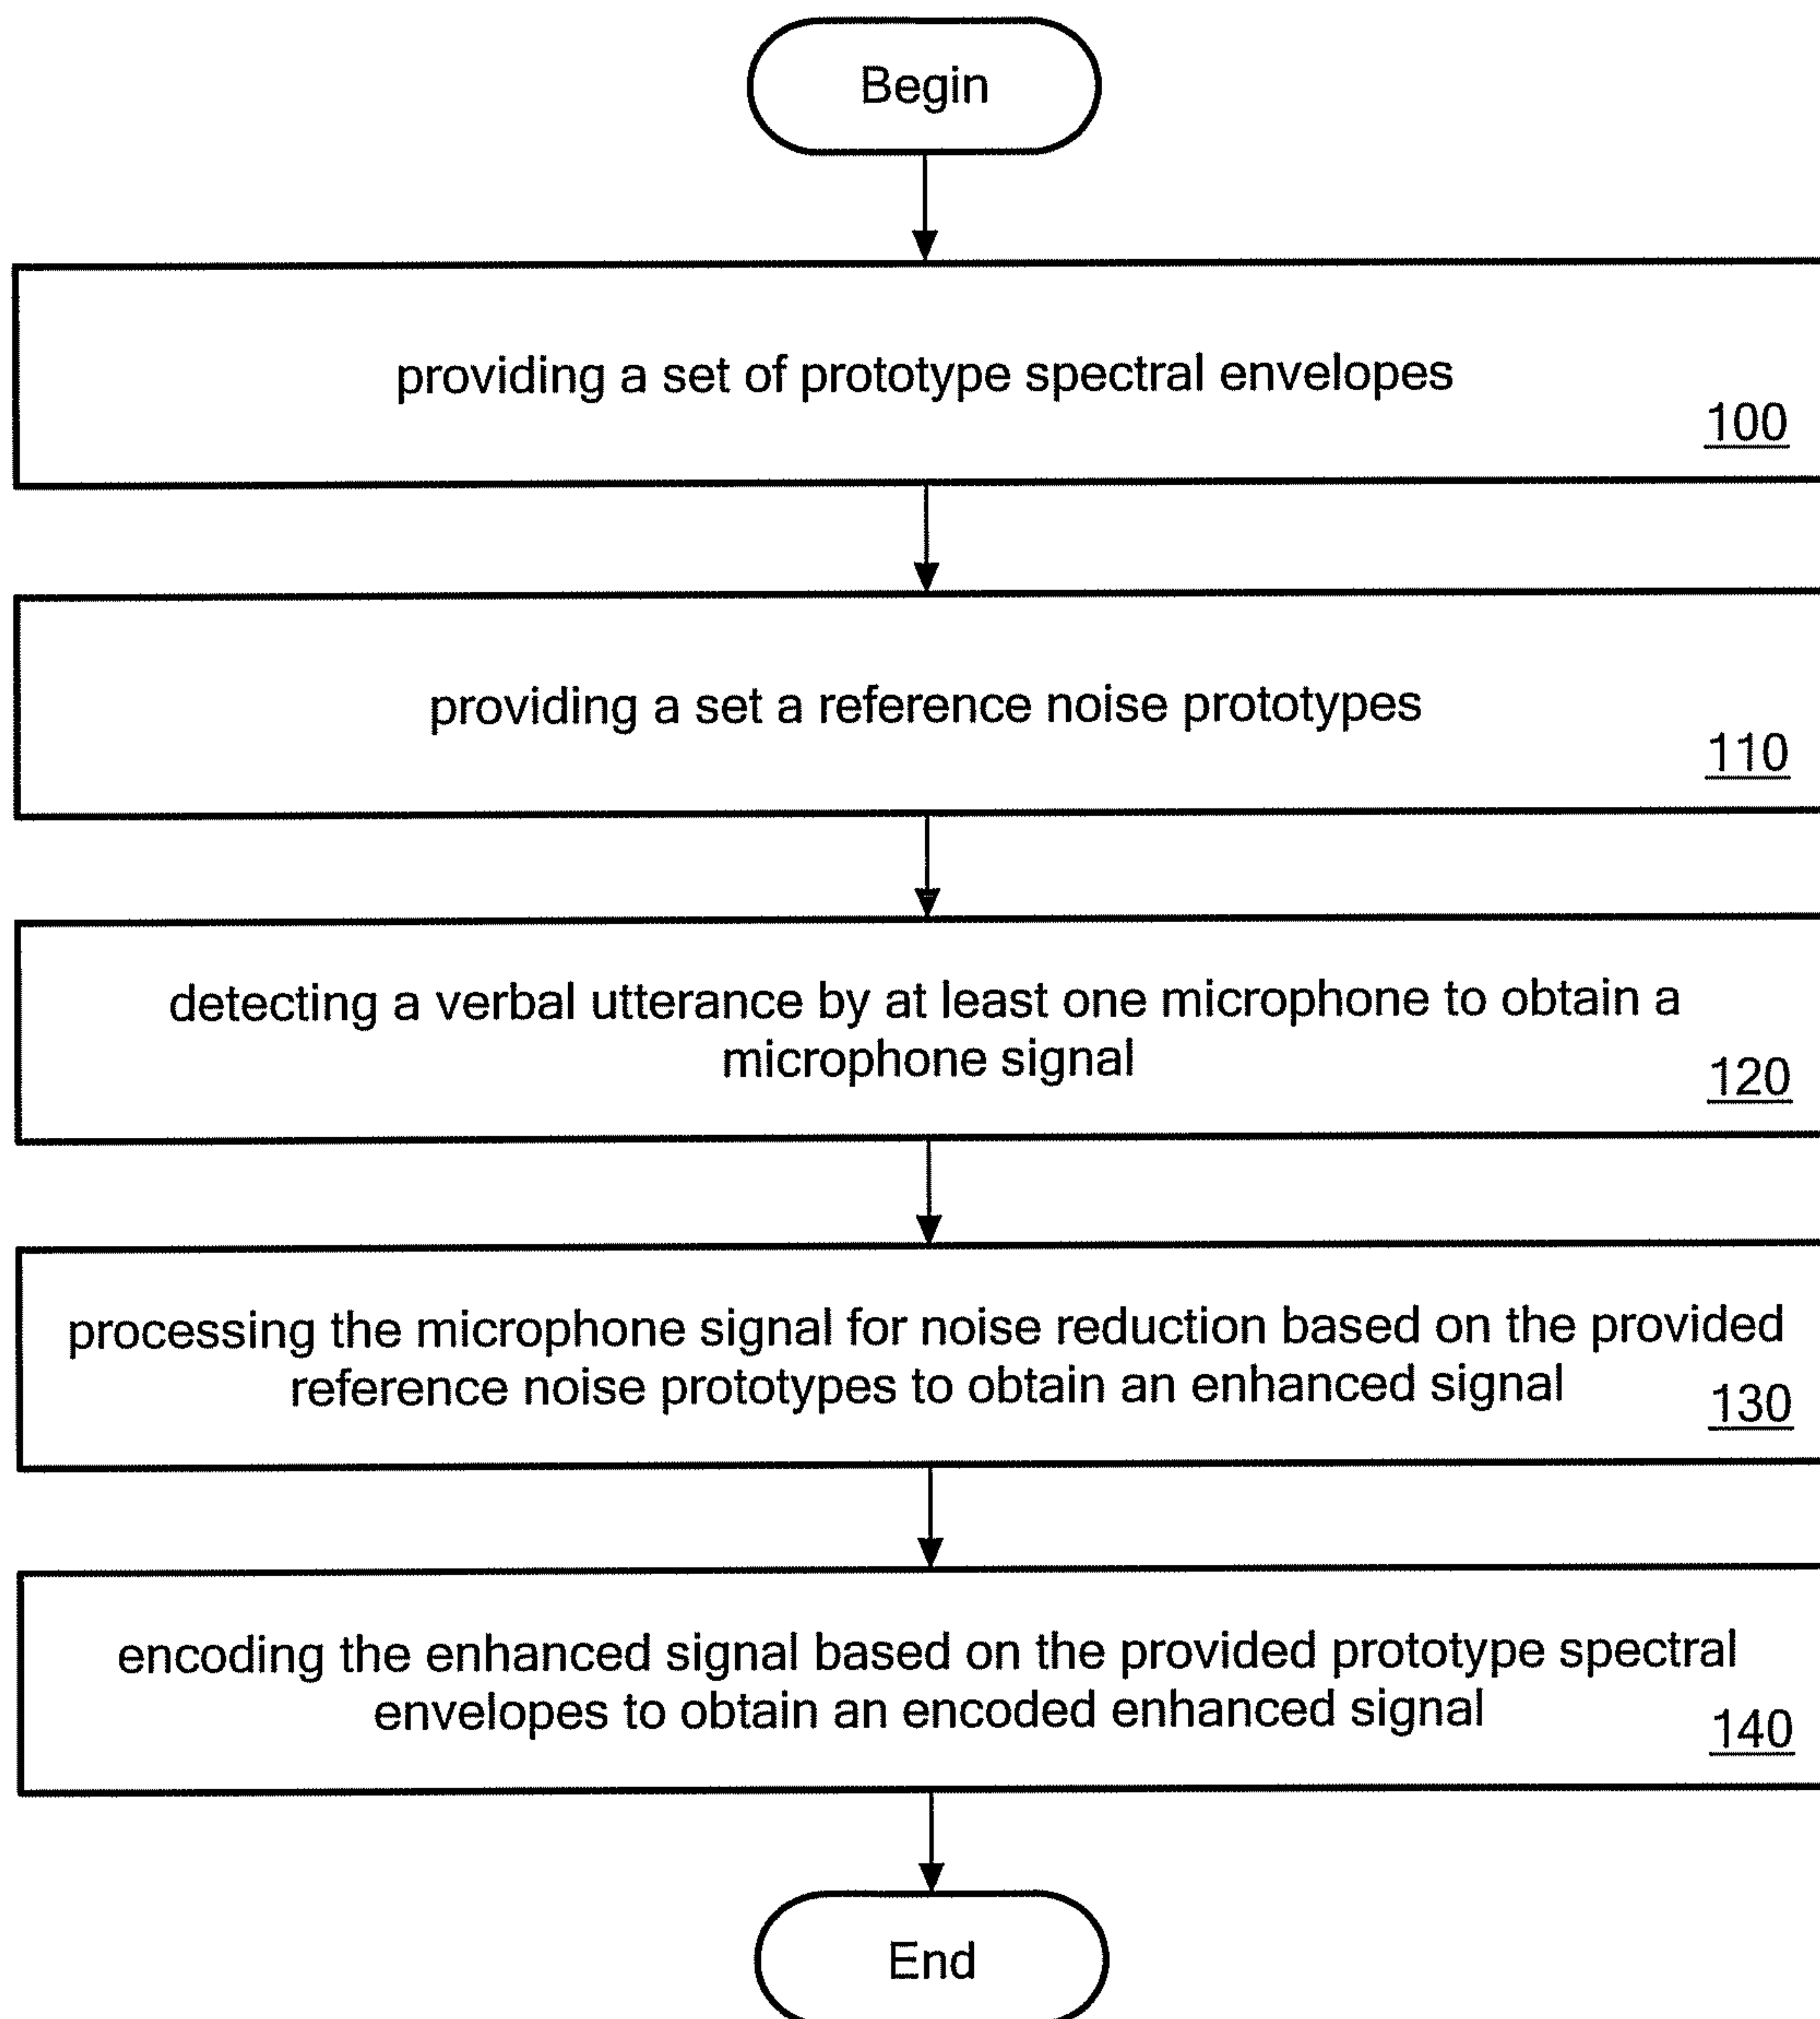 Begin
providing a set of prototype spectral envelopes
100
providing a set a reference noise prototypes
110
detecting a verbal utterance by at least one microphone to obtain a
microphone signal
120
processing the microphone signal for noise reduction based on the provided
reference noise prototypes to obtain an enhanced signal
130
encoding the enhanced signal based on the provided prototype spectral
envelopes to obtain an encoded enhanced signal
140
End